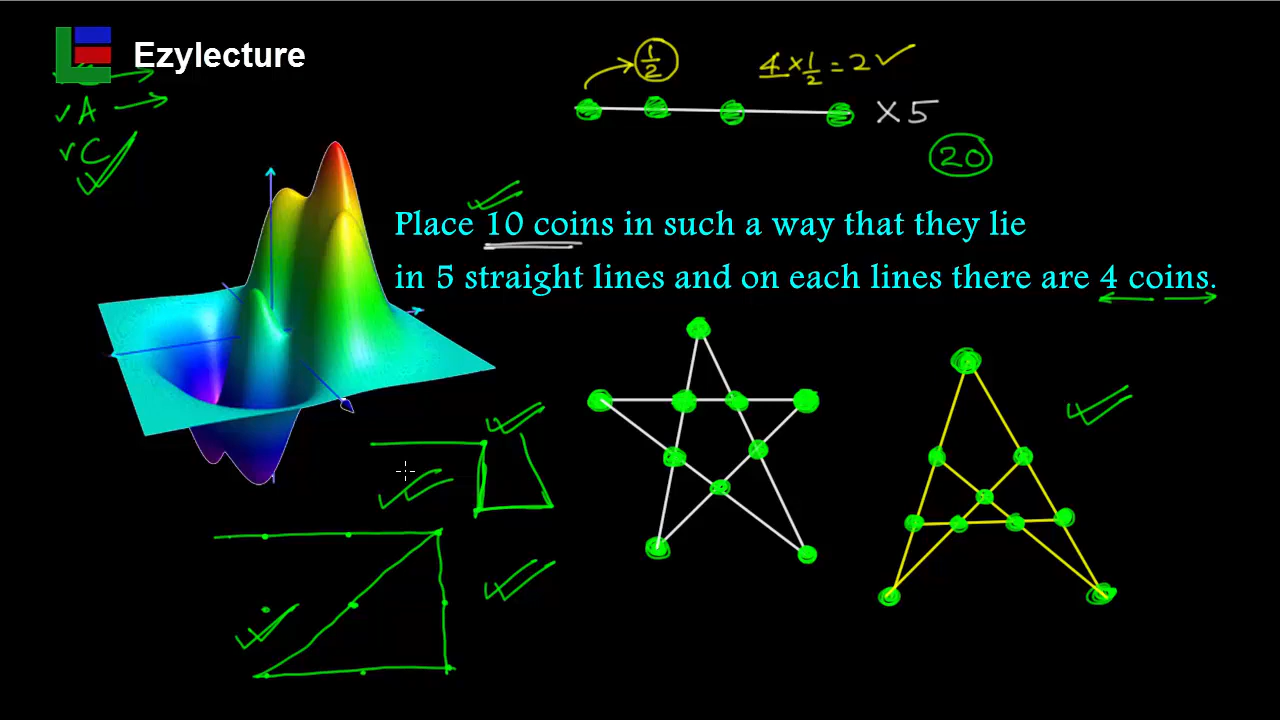 Ezylecture
1/2
4 × 1/2 = 2 ✓
× 5
20
✓A →
✓C
Place 10 coins in such a way that they lie
in 5 straight lines and on each lines there are 4 coins.